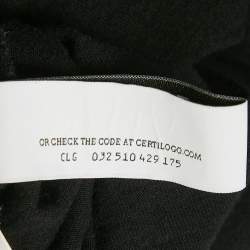 OR CHECK THE CODE AT CERTILOGO.COM
CLG 032 510 429 175